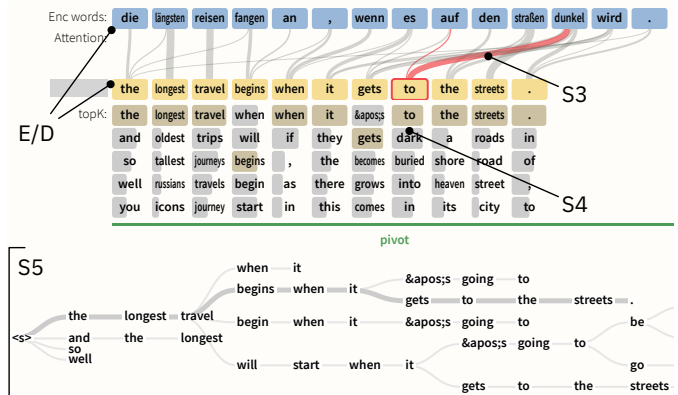 Enc words: die längsten reisen fangen an , wenn es auf den straßen dunkel wird .
Attention:
S3
the longest travel begins when it gets to the streets .
topK: the longest travel when when it &apos;s to the streets .
E/D
and oldest trips will if they gets dark a roads in
so tallest journeys begins , the becomes buried shore road of
well russians travels begin as there grows into heaven street ,
you icons journey start in this comes in its city to
S4
pivot
S5
when it
begins when it
&apos;s going to
gets to the streets .
the longest travel
begin when it &apos;s going to be
<s>
and the longest
so
well
&apos;s going to
will start when it
go
gets to the streets